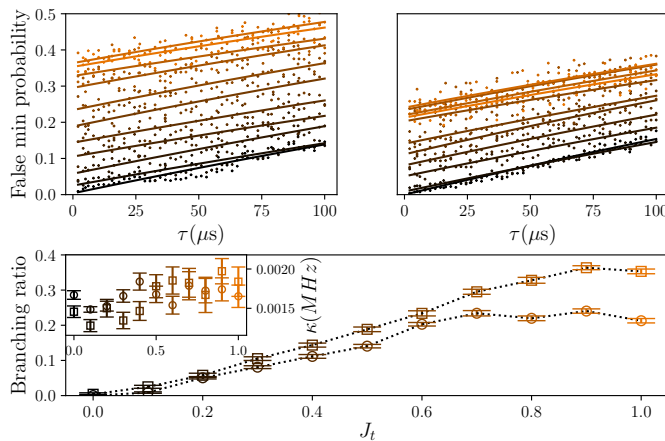 False min probability
0.5
0.4
0.3
0.2
0.1
0.0
0 25 50 75 100
τ(μs)
0 25 50 75 100
τ(μs)
Branching ratio
0.4
0.3
0.2
0.1
0.0
0.0 0.5 1.0
0.0020
0.0015
κ(MHz)
0.0 0.2 0.4 0.6 0.8 1.0
J_t